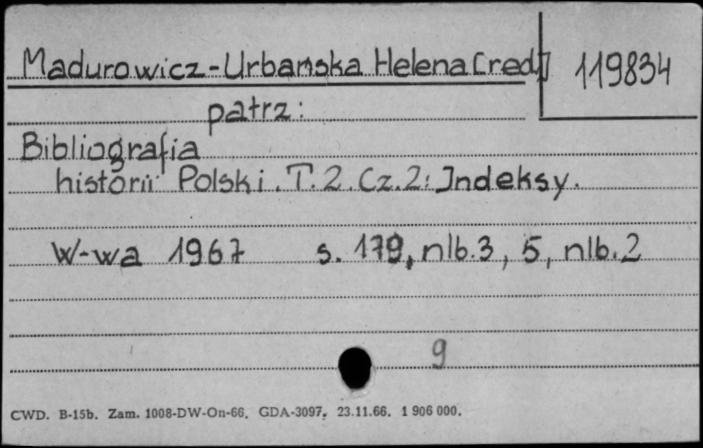 Madurowicz-Urbańska Helena [red.] 119834
patrz:
Bibliografia
historii Polski. T.2. Cz.2: Indeksy.
W-wa 1967 s. 179, nlb.3, 5, nlb.2
9
CWD. B-15b. Zam. 1008-DW-On-66. GDA-3097. 23.11.66. 1 906 000.